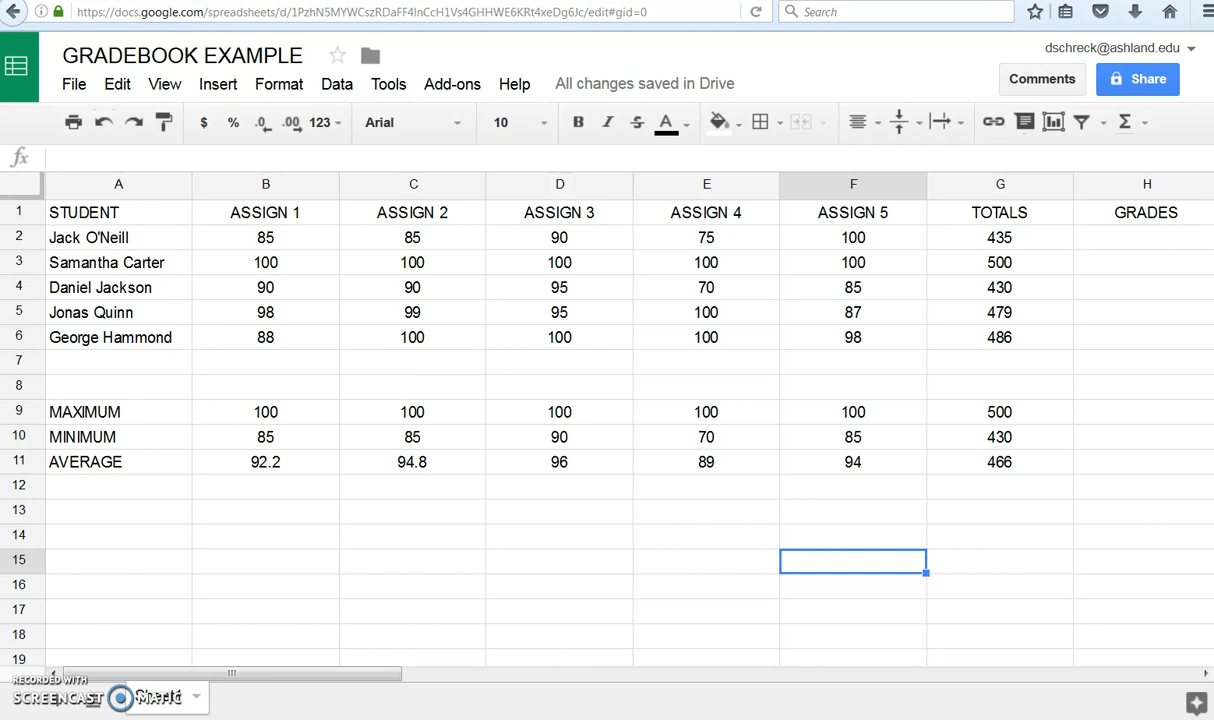 https://docs.google.com/spreadsheets/d/1PzhN5MYWCszRDaFF4InCcH1Vs4GHHWE6KRt4xeDg6Jc/edit#gid=0 Search
dschreck@ashland.edu
GRADEBOOK EXAMPLE
Comments Share
File Edit View Insert Format Data Tools Add-ons Help All changes saved in Drive
$ % .0 .00 123 Arial 10 B I S A Σ
fx
A B C D E F G H
1 STUDENT ASSIGN 1 ASSIGN 2 ASSIGN 3 ASSIGN 4 ASSIGN 5 TOTALS GRADES
2 Jack O'Neill 85 85 90 75 100 435
3 Samantha Carter 100 100 100 100 100 500
4 Daniel Jackson 90 90 95 70 85 430
5 Jonas Quinn 98 99 95 100 87 479
6 George Hammond 88 100 100 100 98 486
7
8
9 MAXIMUM 100 100 100 100 100 500
10 MINIMUM 85 85 90 70 85 430
11 AVERAGE 92.2 94.8 96 89 94 466
12
13
14
15
16
17
18
19
RECORDED WITH
SCREENCAST MATIC